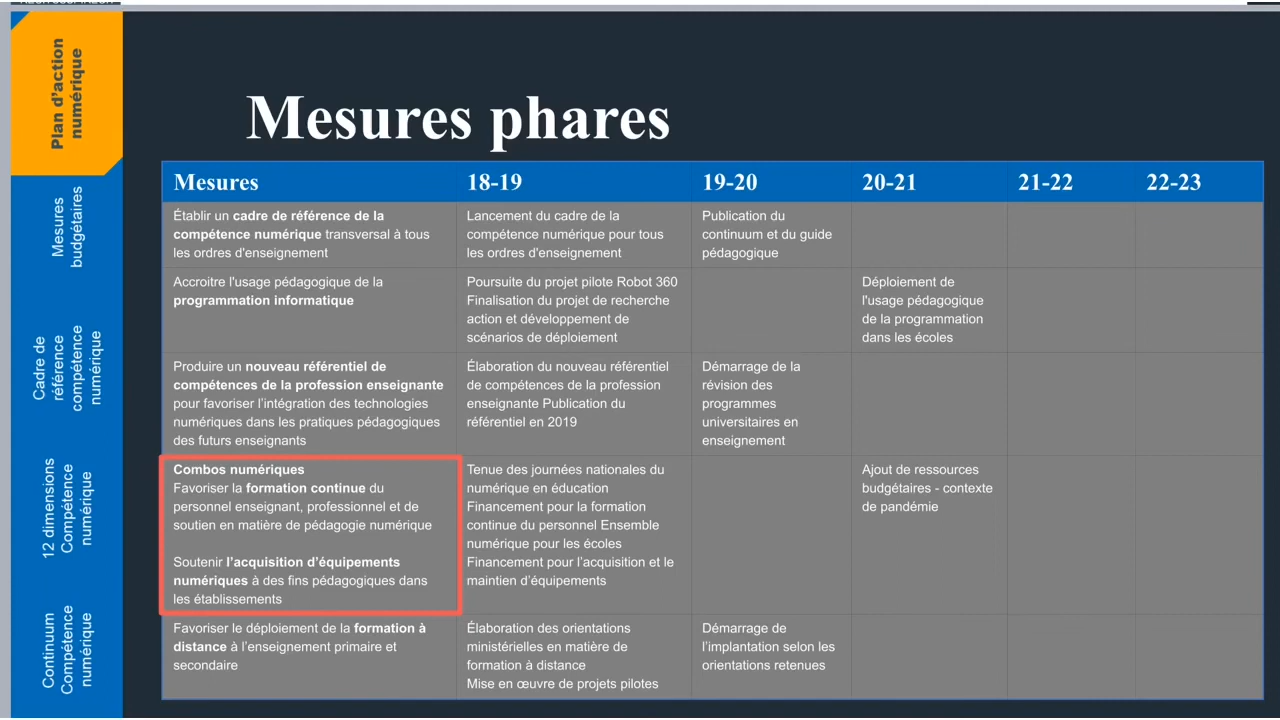 Plan d'action
numérique
Mesures
budgétaires
Cadre de
référence
compétence
numérique
12 dimensions
Compétence
numérique
Continuum
Compétence
numérique
Mesures phares
Mesures
18-19
19-20
20-21
21-22
22-23
Établir un cadre de référence de la
compétence numérique transversal à tous
les ordres d'enseignement
Lancement du cadre de la
compétence numérique pour tous
les ordres d'enseignement
Publication du
continuum et du guide
pédagogique
Accroitre l'usage pédagogique de la
programmation informatique
Poursuite du projet pilote Robot 360
Finalisation du projet de recherche
action et développement de
scénarios de déploiement
Déploiement de
l'usage pédagogique
de la programmation
dans les écoles
Produire un nouveau référentiel de
compétences de la profession enseignante
pour favoriser l'intégration des technologies
numériques dans les pratiques pédagogiques
des futurs enseignants
Élaboration du nouveau référentiel
de compétences de la profession
enseignante Publication du
référentiel en 2019
Démarrage de la
révision des
programmes
universitaires en
enseignement
Combos numériques
Favoriser la formation continue du
personnel enseignant, professionnel et de
soutien en matière de pédagogie numérique
Soutenir l'acquisition d'équipements
numériques à des fins pédagogiques dans
les établissements
Tenue des journées nationales du
numérique en éducation
Financement pour la formation
continue du personnel Ensemble
numérique pour les écoles
Financement pour l'acquisition et le
maintien d'équipements
Ajout de ressources
budgétaires - contexte
de pandémie
Favoriser le déploiement de la formation à
distance à l'enseignement primaire et
secondaire
Élaboration des orientations
ministérielles en matière de
formation à distance
Mise en œuvre de projets pilotes
Démarrage de
l'implantation selon les
orientations retenues